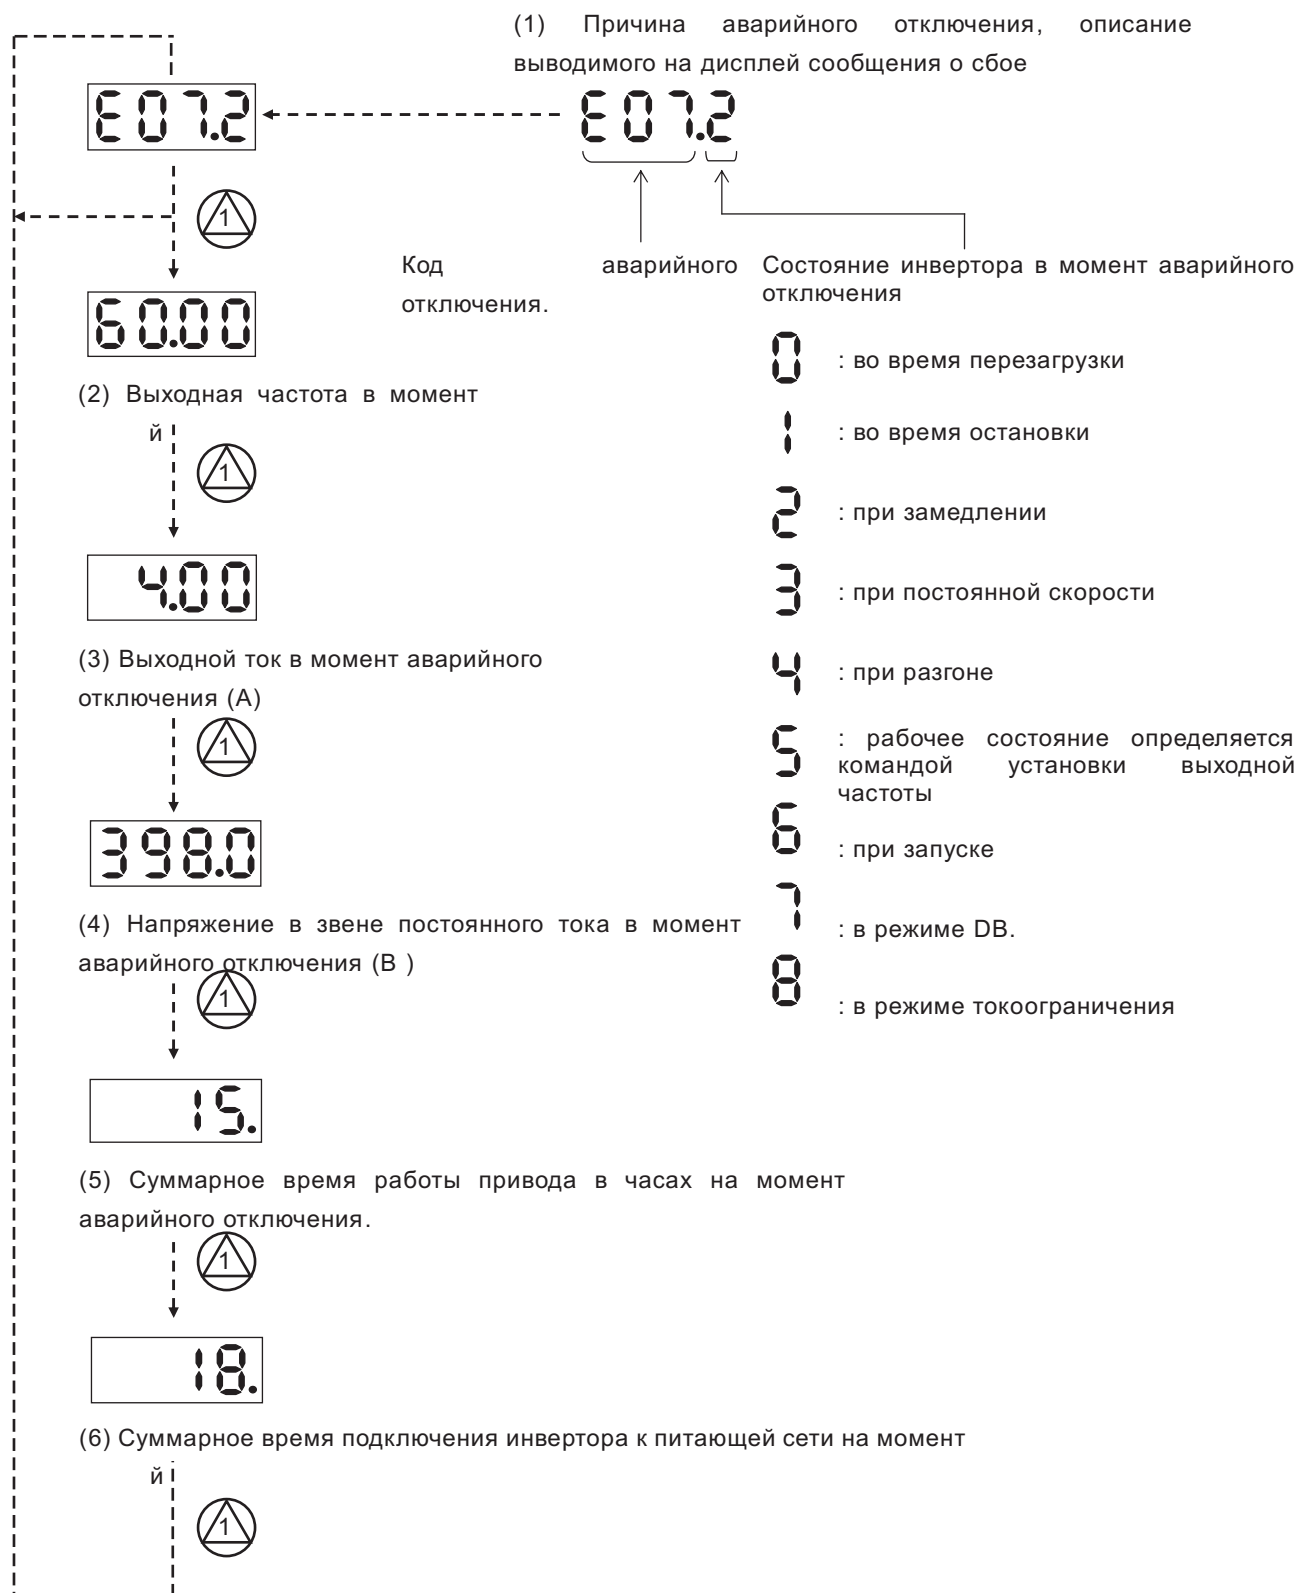 (1) Причина аварийного отключения, описание
выводимого на дисплей сообщения о сбое
E07.2
E07.2
1
Код аварийного
отключения.
Состояние инвертора в момент аварийного
отключения
60.00
0 : во время перезагрузки
(2) Выходная частота в момент
й
1
1 : во время остановки
2 : при замедлении
4.00
3 : при постоянной скорости
(3) Выходной ток в момент аварийного
отключения (А)
1
4 : при разгоне
5 : рабочее состояние определяется
командой установки выходной
частоты
398.0
6 : при запуске
(4) Напряжение в звене постоянного тока в момент
аварийного отключения (В )
1
7 : в режиме DB.
8 : в режиме токоограничения
15.
(5) Суммарное время работы привода в часах на момент
аварийного отключения.
1
18.
(6) Суммарное время подключения инвертора к питающей сети на момент
й
1